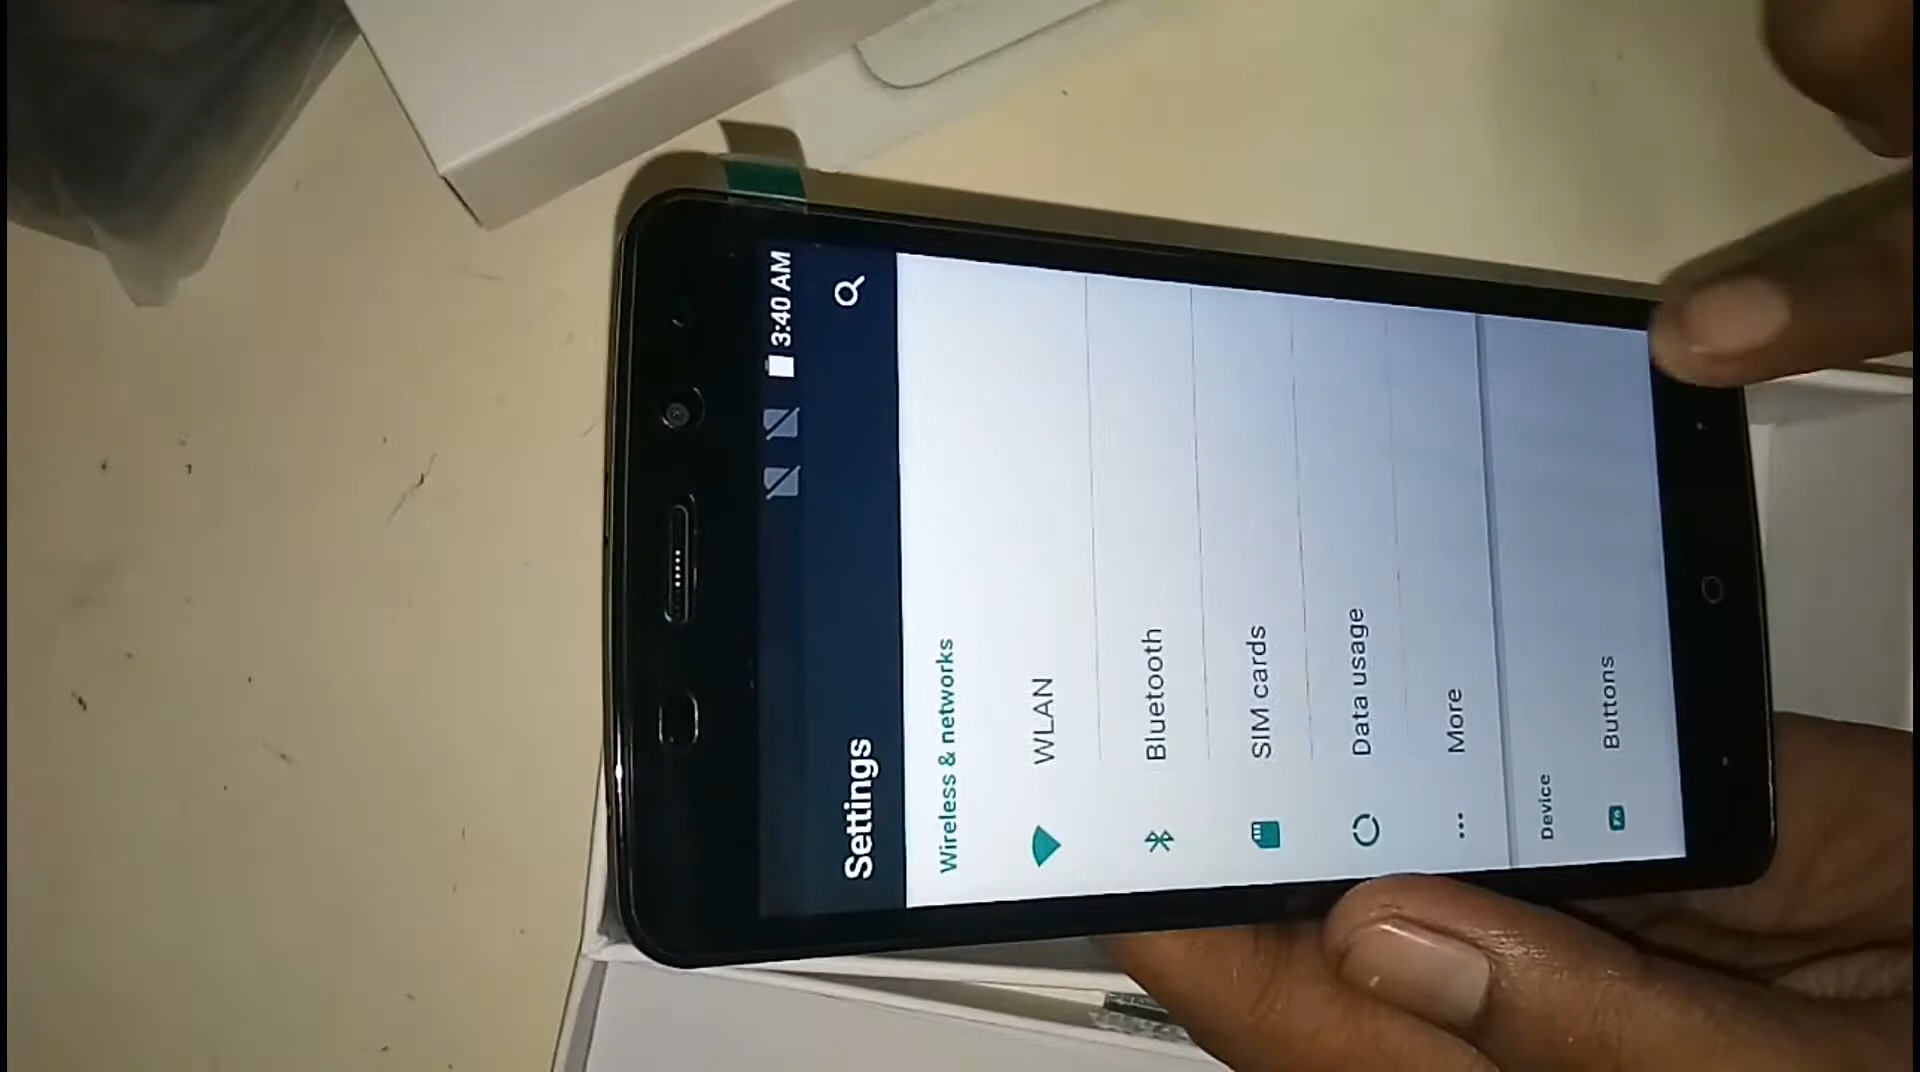 3:40 AM
Settings
Wireless & networks
WLAN
Bluetooth
SIM cards
Data usage
More
Device
Buttons